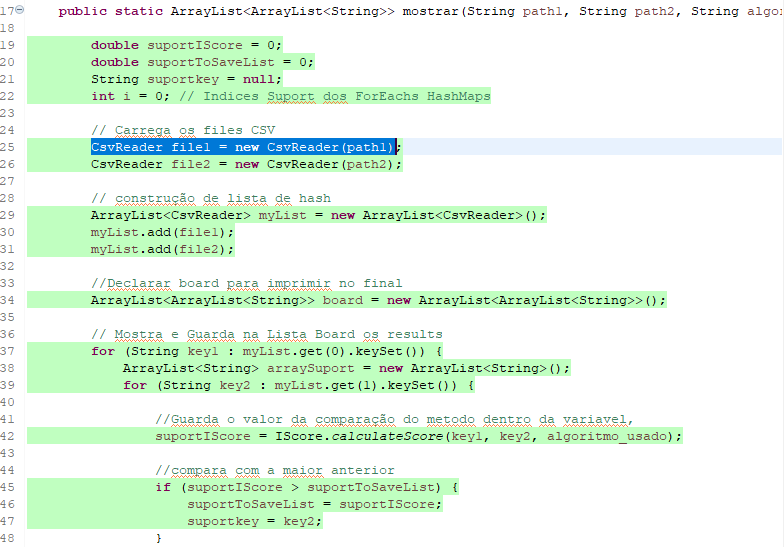 17 public static ArrayList<ArrayList<String>> mostrar(String path1, String path2, String algo
18
19 double suportIScore = 0;
20 double suportToSaveList = 0;
21 String suportkey = null;
22 int i = 0; // Indices Suport dos ForEachs HashMaps
23
24 // Carrega os files CSV
25 CsvReader file1 = new CsvReader(path1);
26 CsvReader file2 = new CsvReader(path2);
27
28 // construção de lista de hash
29 ArrayList<CsvReader> myList = new ArrayList<CsvReader>();
30 myList.add(file1);
31 myList.add(file2);
32
33 //Declarar board para imprimir no final
34 ArrayList<ArrayList<String>> board = new ArrayList<ArrayList<String>>();
35
36 // Mostra e Guarda na Lista Board os results
37 for (String key1 : myList.get(0).keySet()) {
38 ArrayList<String> arraySuport = new ArrayList<String>();
39 for (String key2 : myList.get(1).keySet()) {
40
41 //Guarda o valor da comparação do metodo dentro da variavel,
42 suportIScore = IScore.calculateScore(key1, key2, algoritmo_usado);
43
44 //compara com a maior anterior
45 if (suportIScore > suportToSaveList) {
46 suportToSaveList = suportIScore;
47 suportkey = key2;
48 }